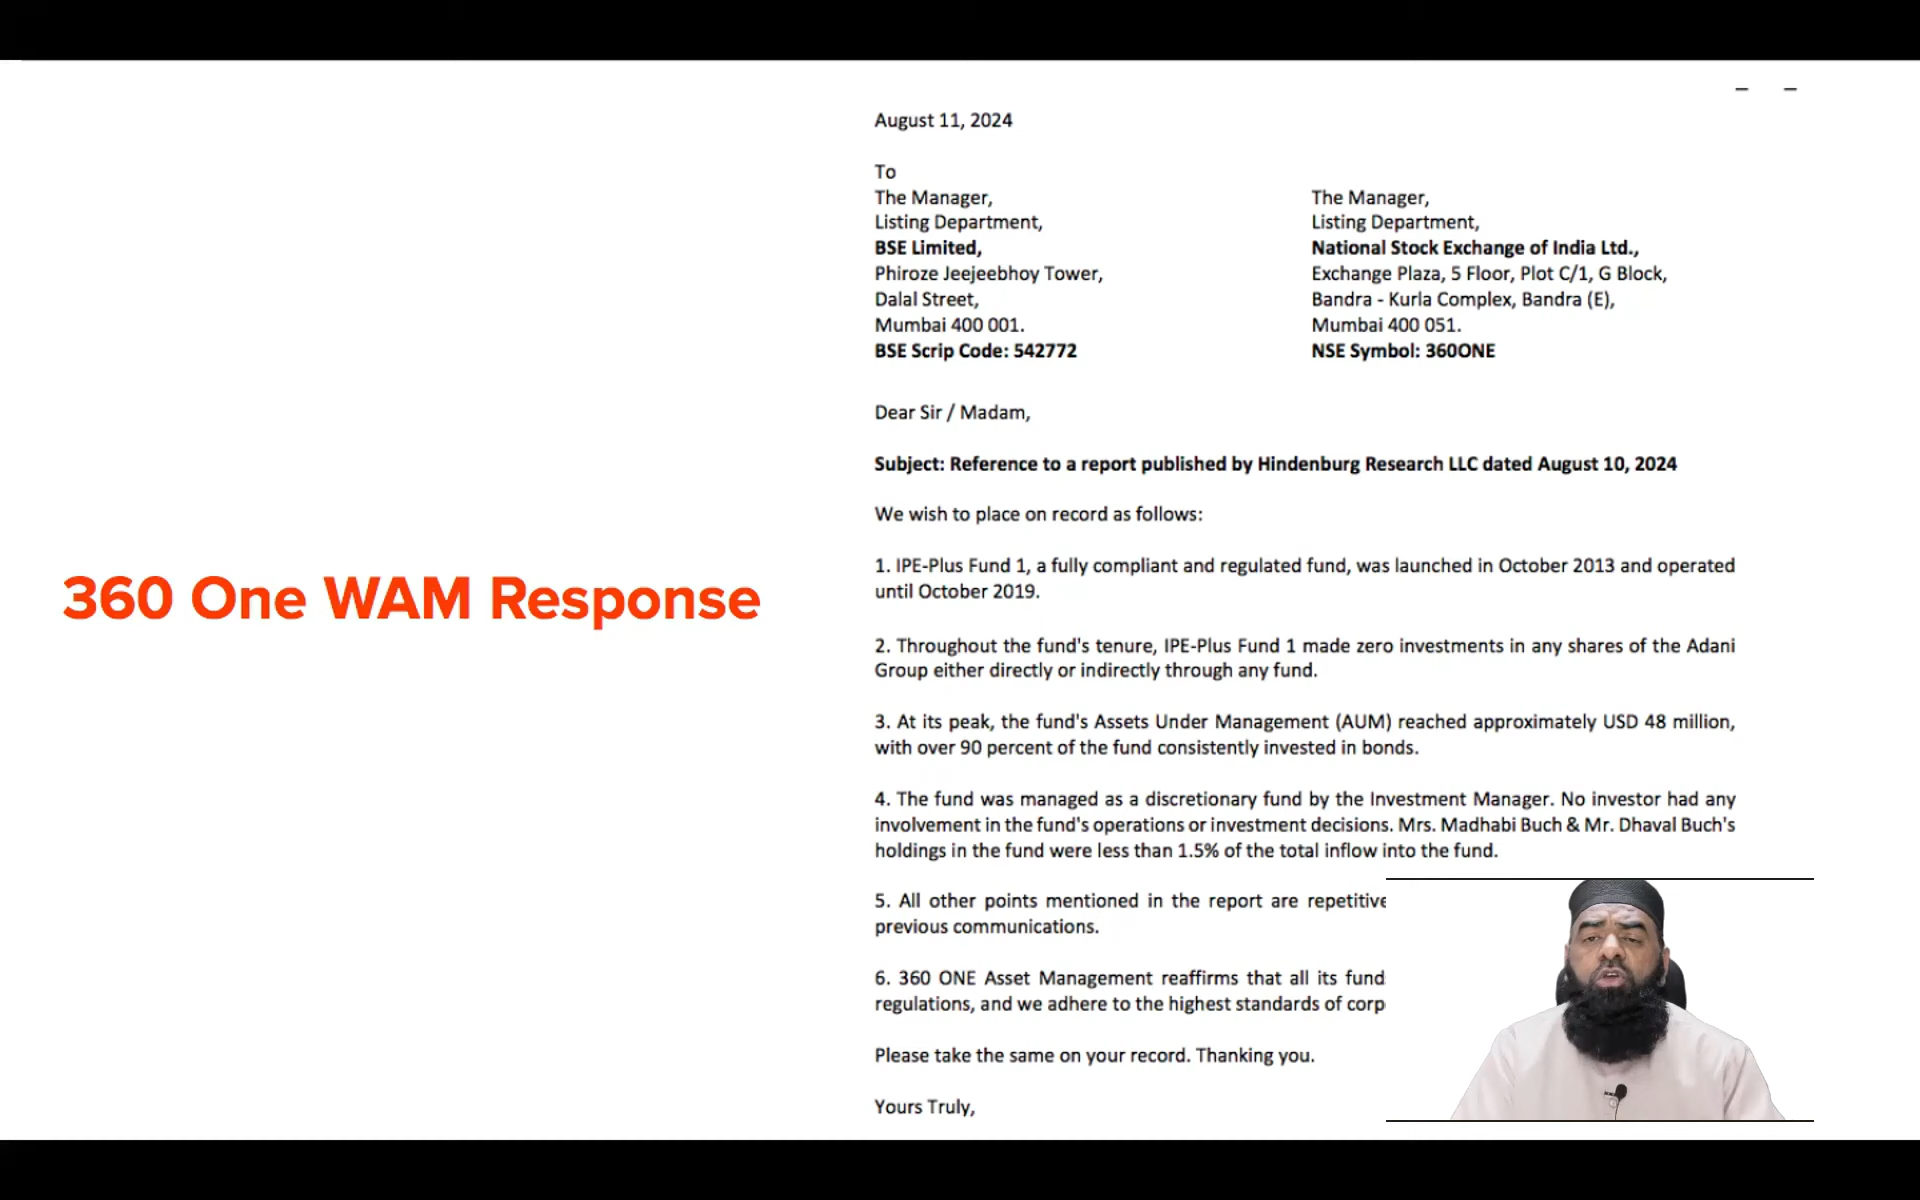 360 One WAM Response
August 11, 2024
To
The Manager,
Listing Department,
BSE Limited,
Phiroze Jeejeebhoy Tower,
Dalal Street,
Mumbai 400 001.
BSE Scrip Code: 542772
The Manager,
Listing Department,
National Stock Exchange of India Ltd.,
Exchange Plaza, 5 Floor, Plot C/1, G Block,
Bandra - Kurla Complex, Bandra (E),
Mumbai 400 051.
NSE Symbol: 360ONE
Dear Sir / Madam,
Subject: Reference to a report published by Hindenburg Research LLC dated August 10, 2024
We wish to place on record as follows:
1. IPE-Plus Fund 1, a fully compliant and regulated fund, was launched in October 2013 and operated
until October 2019.
2. Throughout the fund's tenure, IPE-Plus Fund 1 made zero investments in any shares of the Adani
Group either directly or indirectly through any fund.
3. At its peak, the fund's Assets Under Management (AUM) reached approximately USD 48 million,
with over 90 percent of the fund consistently invested in bonds.
4. The fund was managed as a discretionary fund by the Investment Manager. No investor had any
involvement in the fund's operations or investment decisions. Mrs. Madhabi Buch & Mr. Dhaval Buch's
holdings in the fund were less than 1.5% of the total inflow into the fund.
5. All other points mentioned in the report are repetitive
previous communications.
6. 360 ONE Asset Management reaffirms that all its fund
regulations, and we adhere to the highest standards of corp
Please take the same on your record. Thanking you.
Yours Truly,